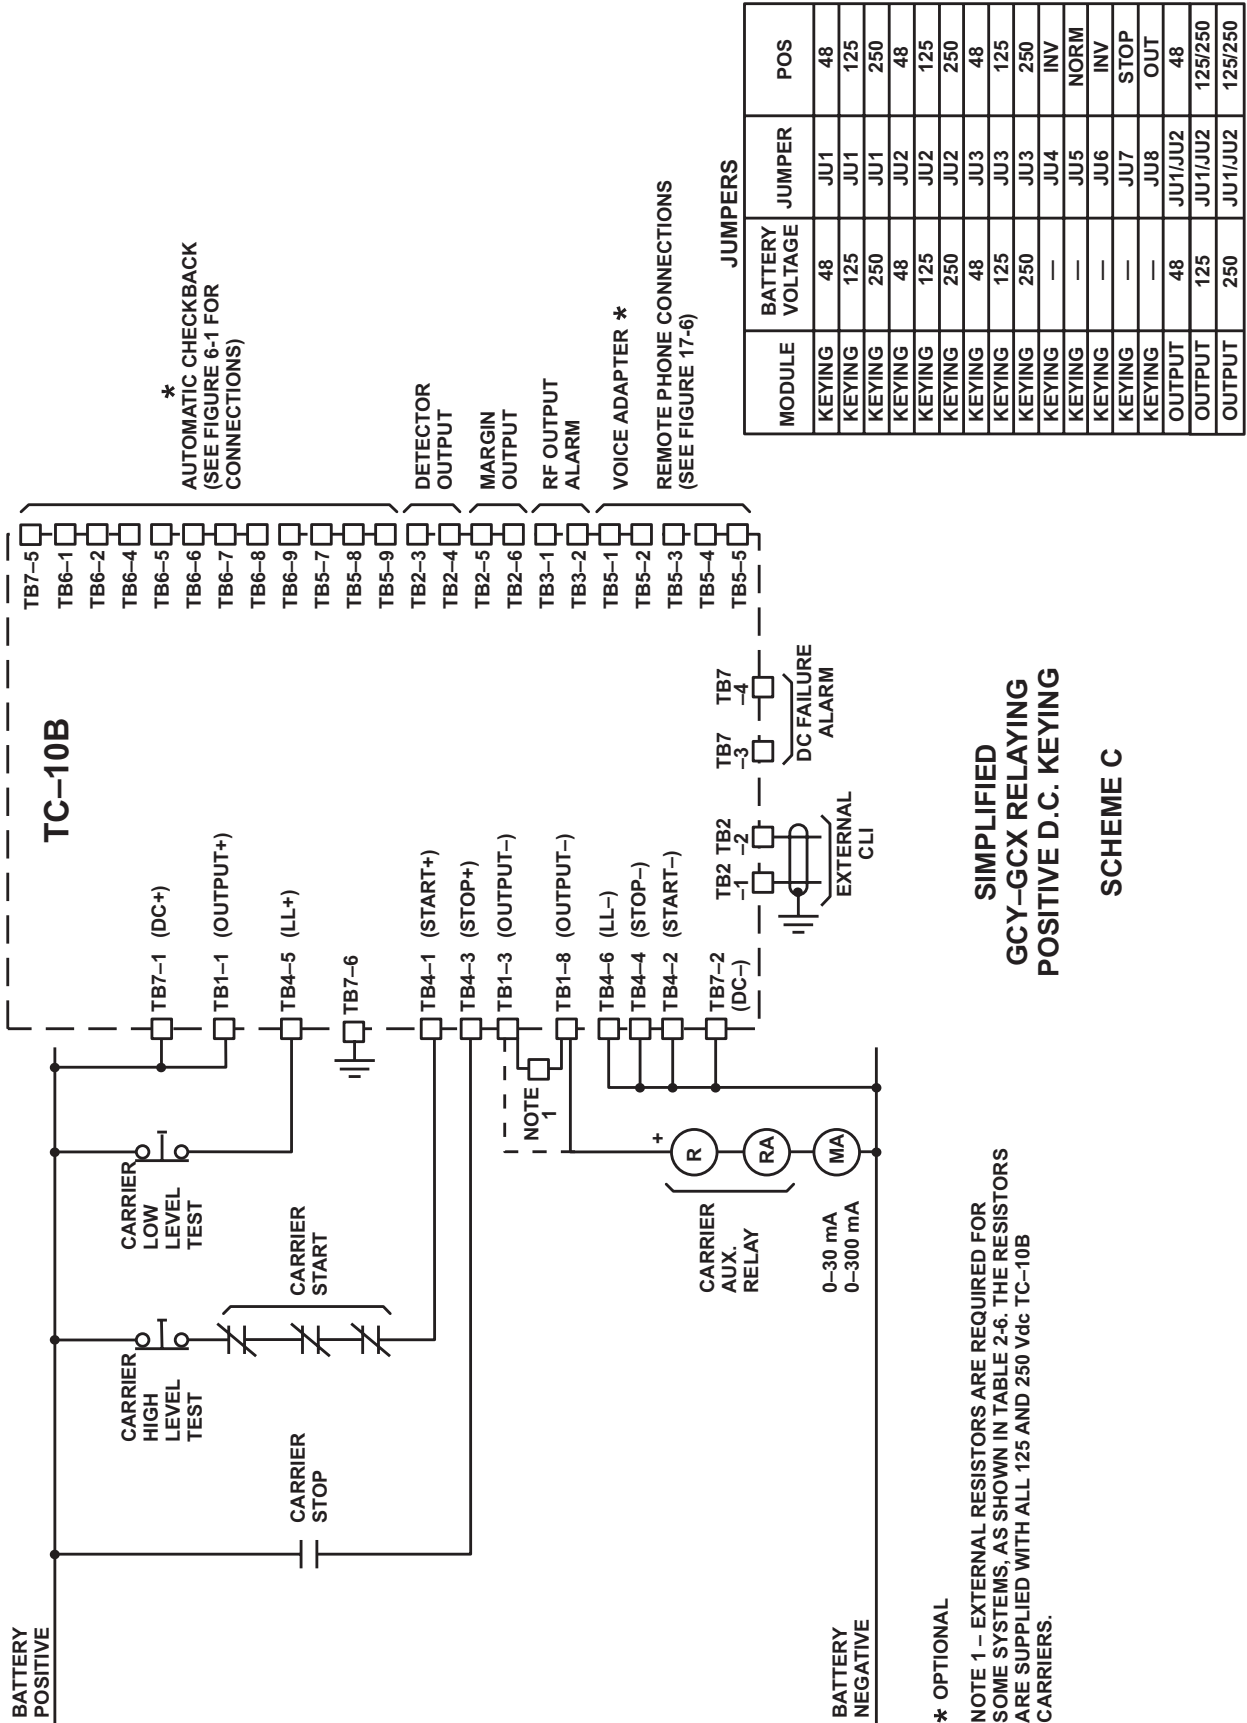 BATTERY
POSITIVE
CARRIER
STOP
CARRIER
HIGH
LEVEL
TEST
CARRIER
START
CARRIER
LOW
LEVEL
TEST
TC–10B
TB7–1 (DC+)
TB1–1 (OUTPUT+)
TB4–5 (LL+)
TB7–6
TB4–1 (START+)
TB4–3 (STOP+)
TB1–3 (OUTPUT–)
TB1–8 (OUTPUT–)
TB4–6 (LL–)
TB4–4 (STOP–)
TB4–2 (START–)
TB7–2
(DC–)
NOTE
1
CARRIER
AUX.
RELAY
+
R
RA
MA
0–30 mA
0–300 mA
BATTERY
NEGATIVE
TB2
–1
TB2
–2
EXTERNAL
CLI
TB7
–3
TB7
–4
DC FAILURE
ALARM
TB7–5
TB6–1
TB6–2
TB6–4
TB6–5
TB6–6
TB6–7
TB6–8
TB6–9
TB5–7
TB5–8
TB5–9
TB2–3
TB2–4
TB2–5
TB2–6
TB3–1
TB3–2
TB5–1
TB5–2
TB5–3
TB5–4
TB5–5
*
AUTOMATIC CHECKBACK
(SEE FIGURE 6-1 FOR
CONNECTIONS)
DETECTOR
OUTPUT
MARGIN
OUTPUT
RF OUTPUT
ALARM
VOICE ADAPTER *
REMOTE PHONE CONNECTIONS
(SEE FIGURE 17-6)
JUMPERS
MODULE BATTERY VOLTAGE JUMPER POS
KEYING 48 JU1 48
KEYING 125 JU1 125
KEYING 250 JU1 250
KEYING 48 JU2 48
KEYING 125 JU2 125
KEYING 250 JU2 250
KEYING 48 JU3 48
KEYING 125 JU3 125
KEYING 250 JU3 250
KEYING — JU4 INV
KEYING — JU5 NORM
KEYING — JU6 INV
KEYING — JU7 STOP
KEYING — JU8 OUT
OUTPUT 48 JU1/JU2 48
OUTPUT 125 JU1/JU2 125/250
OUTPUT 250 JU1/JU2 125/250
* OPTIONAL
NOTE 1 – EXTERNAL RESISTORS ARE REQUIRED FOR
SOME SYSTEMS, AS SHOWN IN TABLE 2-6. THE RESISTORS
ARE SUPPLIED WITH ALL 125 AND 250 Vdc TC–10B
CARRIERS.
SIMPLIFIED
GCY–GCX RELAYING
POSITIVE D.C. KEYING
SCHEME C